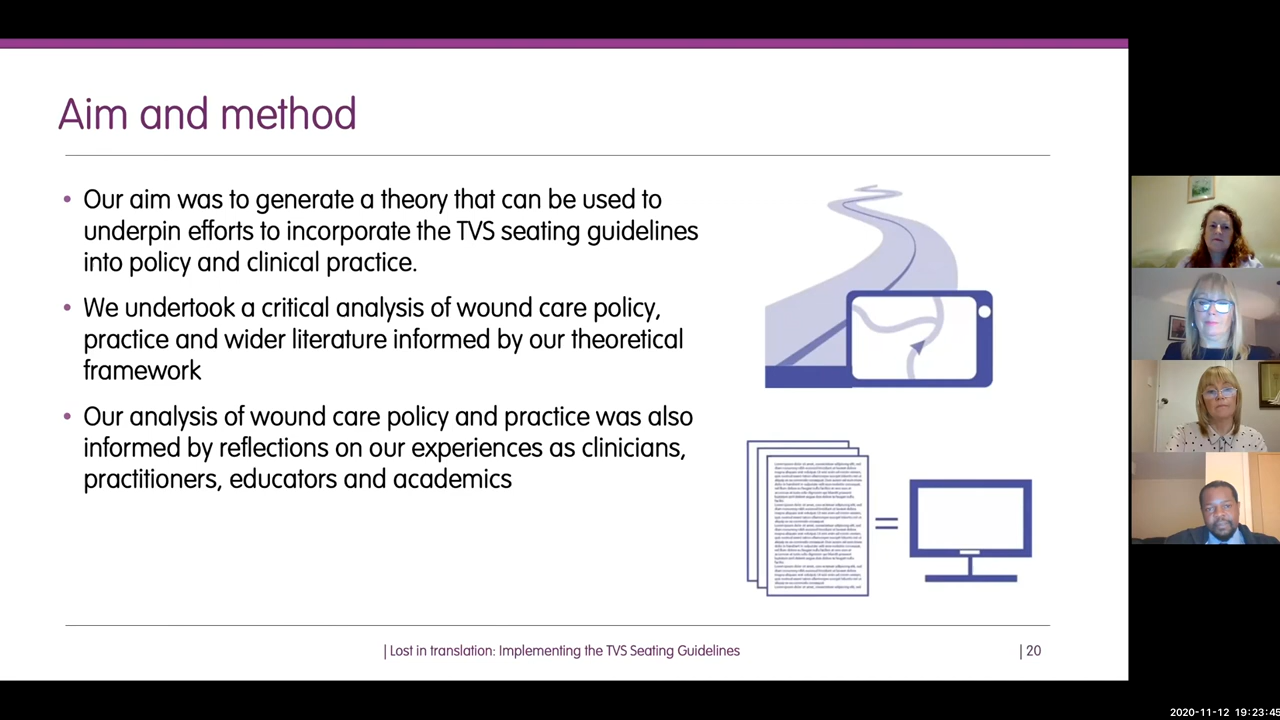 Aim and method
• Our aim was to generate a theory that can be used to
underpin efforts to incorporate the TVS seating guidelines
into policy and clinical practice.
• We undertook a critical analysis of wound care policy,
practice and wider literature informed by our theoretical
framework
• Our analysis of wound care policy and practice was also
informed by reflections on our experiences as clinicians,
practitioners, educators and academics
=
| Lost in translation: Implementing the TVS Seating Guidelines
| 20
2020-11-12 19:23:45